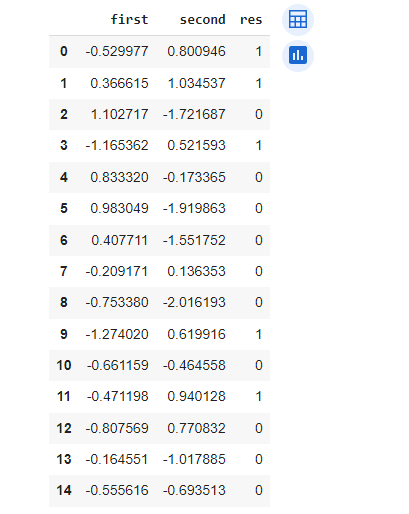 first second res
0 -0.529977 0.800946 1
1 0.366615 1.034537 1
2 1.102717 -1.721687 0
3 -1.165362 0.521593 1
4 0.833320 -0.173365 0
5 0.983049 -1.919863 0
6 0.407711 -1.551752 0
7 -0.209171 0.136353 0
8 -0.753380 -2.016193 0
9 -1.274020 0.619916 1
10 -0.661159 -0.464558 0
11 -0.471198 0.940128 1
12 -0.807569 0.770832 0
13 -0.164551 -1.017885 0
14 -0.555616 -0.693513 0